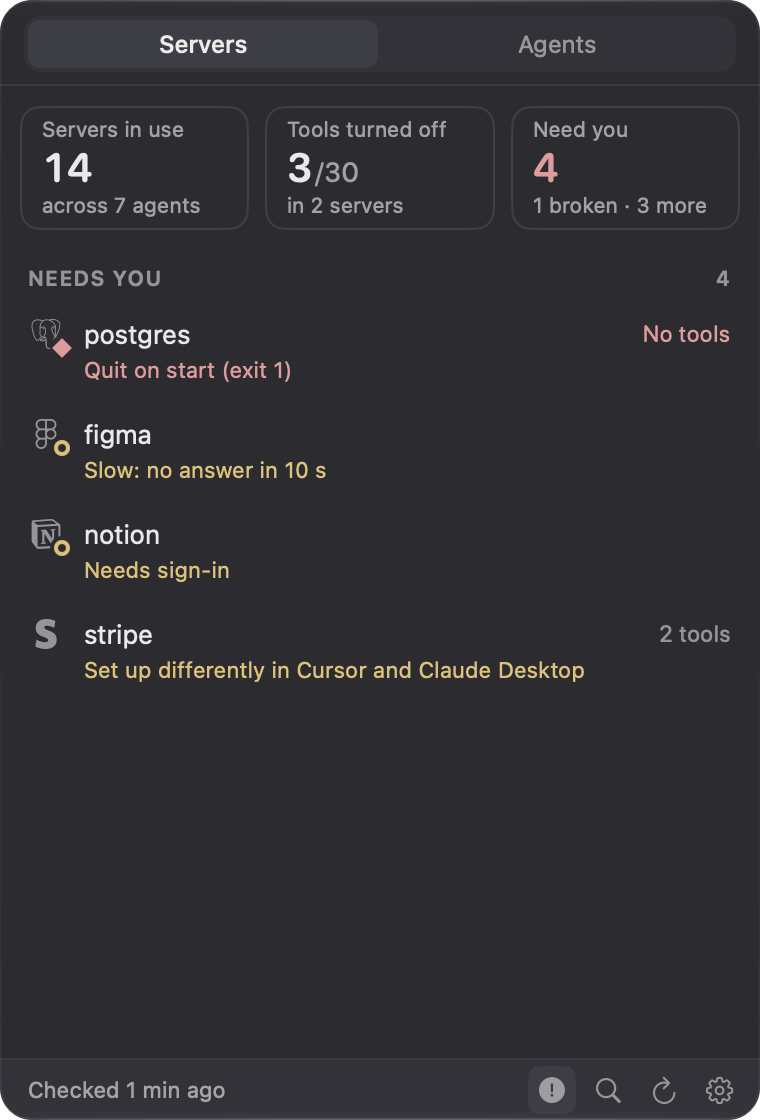 Servers
Agents
Servers in use
14
across 7 agents
Tools turned off
3/30
in 2 servers
Need you
4
1 broken · 3 more
NEEDS YOU
4
postgres
No tools
Quit on start (exit 1)
figma
Slow: no answer in 10 s
N
notion
Needs sign-in
S
stripe
2 tools
Set up differently in Cursor and Claude Desktop
Checked 1 min ago